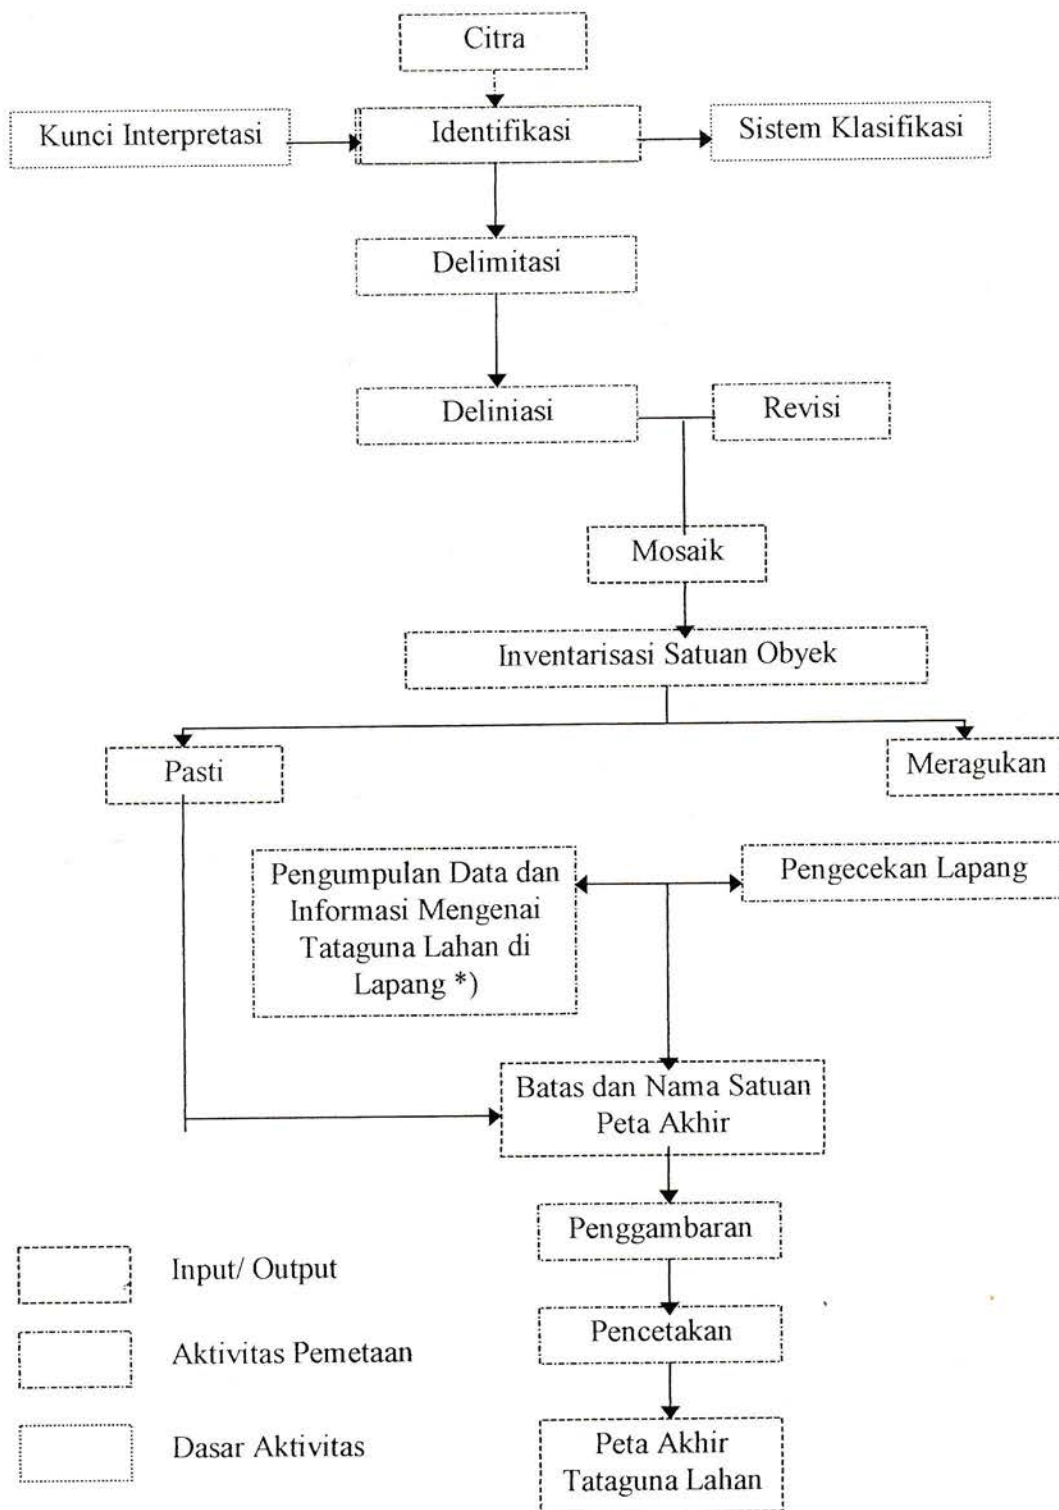 Citra
Kunci Interpretasi
Identifikasi
Sistem Klasifikasi
Delimitasi
Deliniasi
Revisi
Mosaik
Inventarisasi Satuan Obyek
Pasti
Meragukan
Pengumpulan Data dan
Informasi Mengenai
Tataguna Lahan di
Lapang *)
Pengecekan Lapang
Batas dan Nama Satuan
Peta Akhir
Penggambaran
Input/ Output
Pencetakan
Aktivitas Pemetaan
Peta Akhir
Tataguna Lahan
Dasar Aktivitas